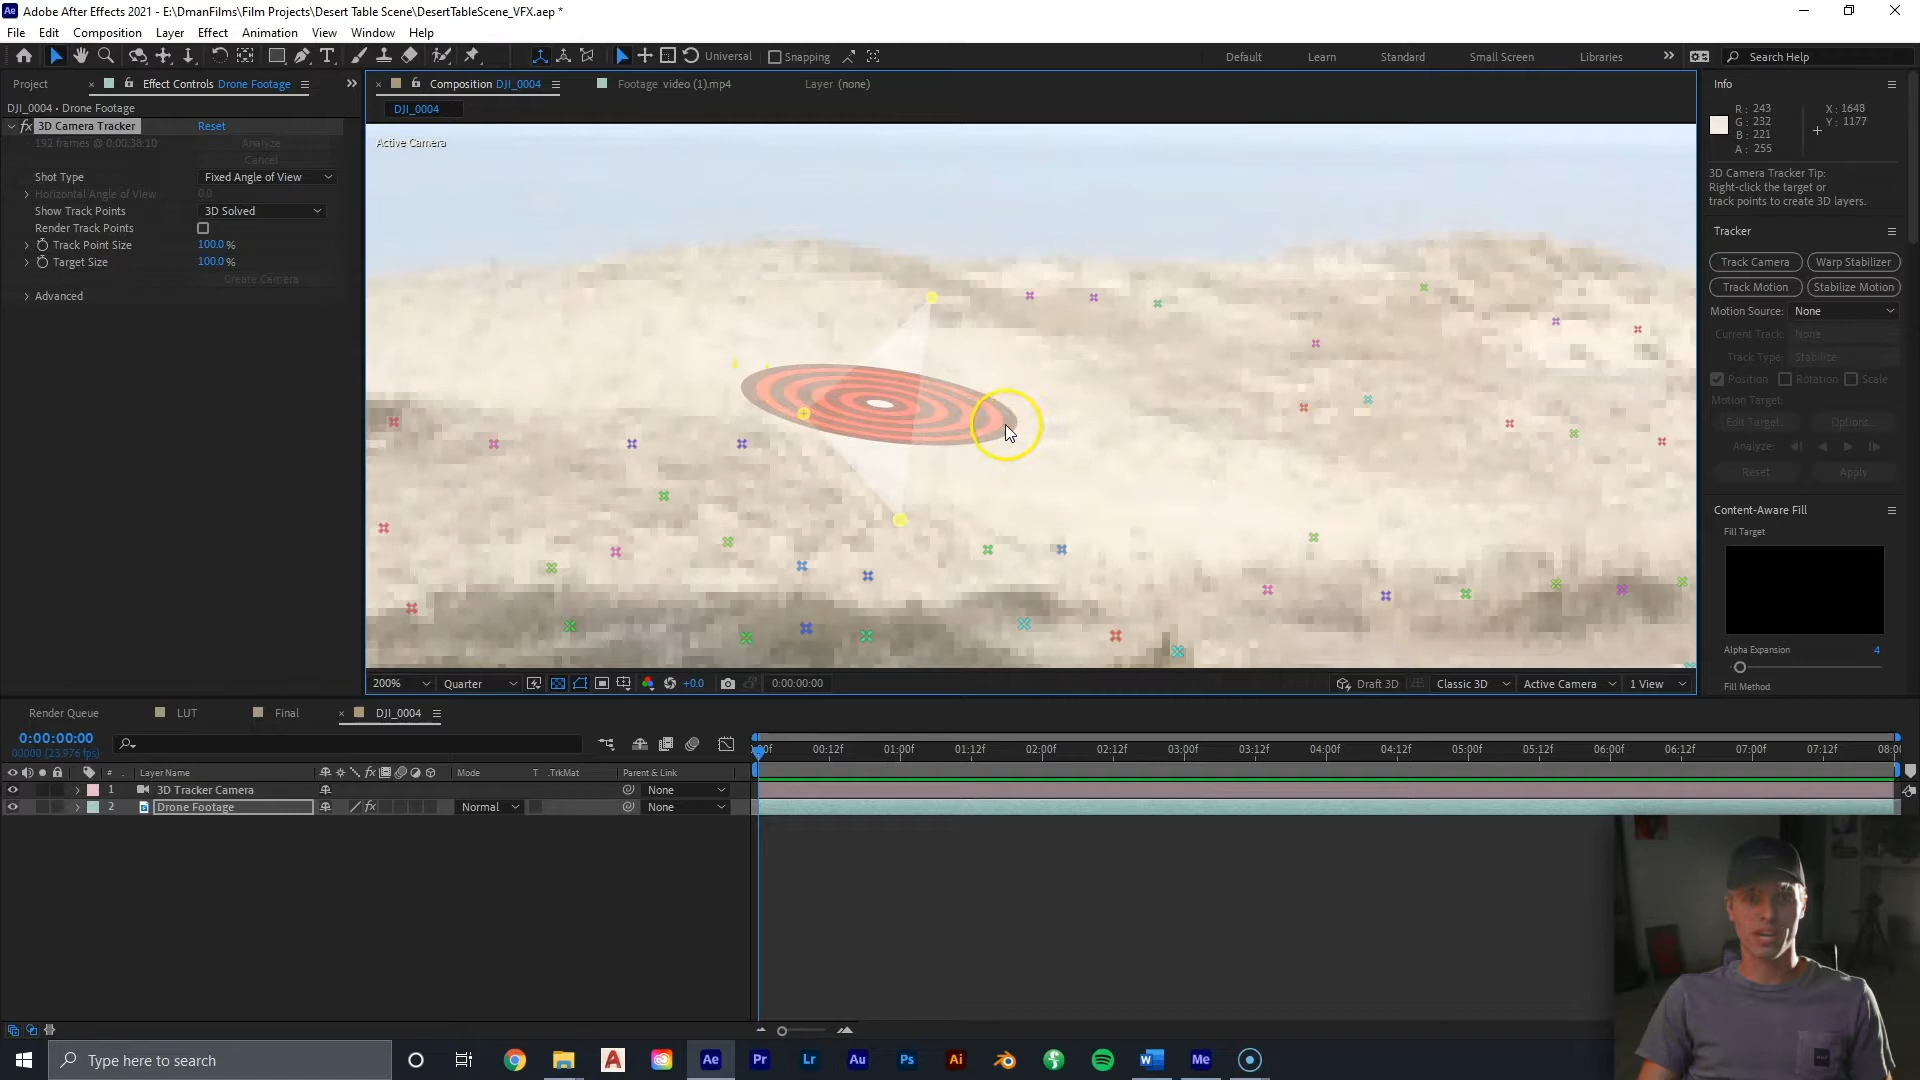 Adobe After Effects 2021 - E:\DmanFilms\Film Projects\Desert Table Scene\DesertTableScene_VFX.aep *
File Edit Composition Layer Effect Animation View Window Help
Universal Snapping Default Learn Standard Small Screen Libraries Search Help
Project Effect Controls Drone Footage
DJI_0004 • Drone Footage
3D Camera Tracker Reset
192 frames @ 0;00;38;10 Analyze
Cancel
Shot Type Fixed Angle of View
Horizontal Angle of View 0.0
Show Track Points 3D Solved
Render Track Points
Track Point Size 100.0 %
Target Size 100.0 %
Create Camera
Advanced
Composition DJI_0004 Footage video (1).mp4 Layer (none)
DJI_0004
Active Camera
200% Quarter +0.0 0:00:00:00 Draft 3D Classic 3D Active Camera 1 View
Info
R: 243
G: 232
B: 221
A: 255
X: 1648
Y: 1177
3D Camera Tracker Tip:
Right-click the target or
track points to create 3D layers.
Tracker
Track Camera Warp Stabilizer
Track Motion Stabilize Motion
Motion Source: None
Current Track: None
Track Type: Stabilize
Position Rotation Scale
Motion Target:
Edit Target... Options...
Analyze:
Reset Apply
Content-Aware Fill
Fill Target
Alpha Expansion 4
Fill Method
Render Queue LUT Final DJI_0004
0:00:00:00
00000 (23.976 fps)
00f 00:12f 01:00f 01:12f 02:00f 02:12f 03:00f 03:12f 04:00f 04:12f 05:00f 05:12f 06:00f 06:12f 07:00f 07:12f 08:00
# Layer Name Mode T .TrkMat Parent & Link
1 3D Tracker Camera None
2 Drone Footage Normal None
Type here to search
Ae Pr Lr Au Ps Ai Me